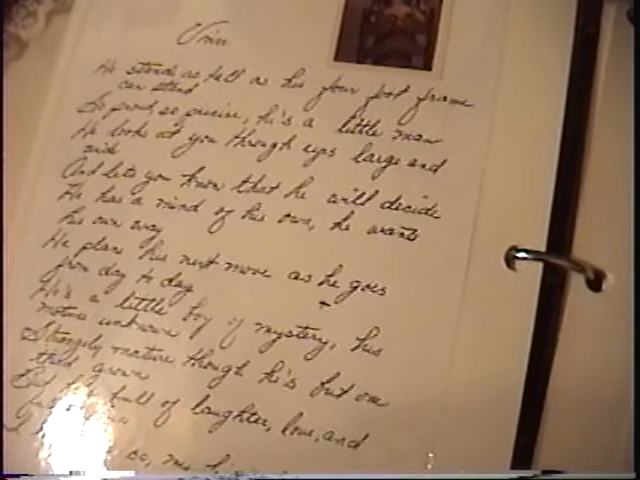 He stands as tall as his four foot frame
can stand
So proud, so precise, he's a little man
He looks at you through eyes large and
wide
And lets you know that he will decide
He has a mind of his own, he wants
his own way
He plans his next move as he goes
from day to day
He's a little boy of mystery, his
motives unknown
Strangely mature though he's but one
third grown
But full of laughter, love, and